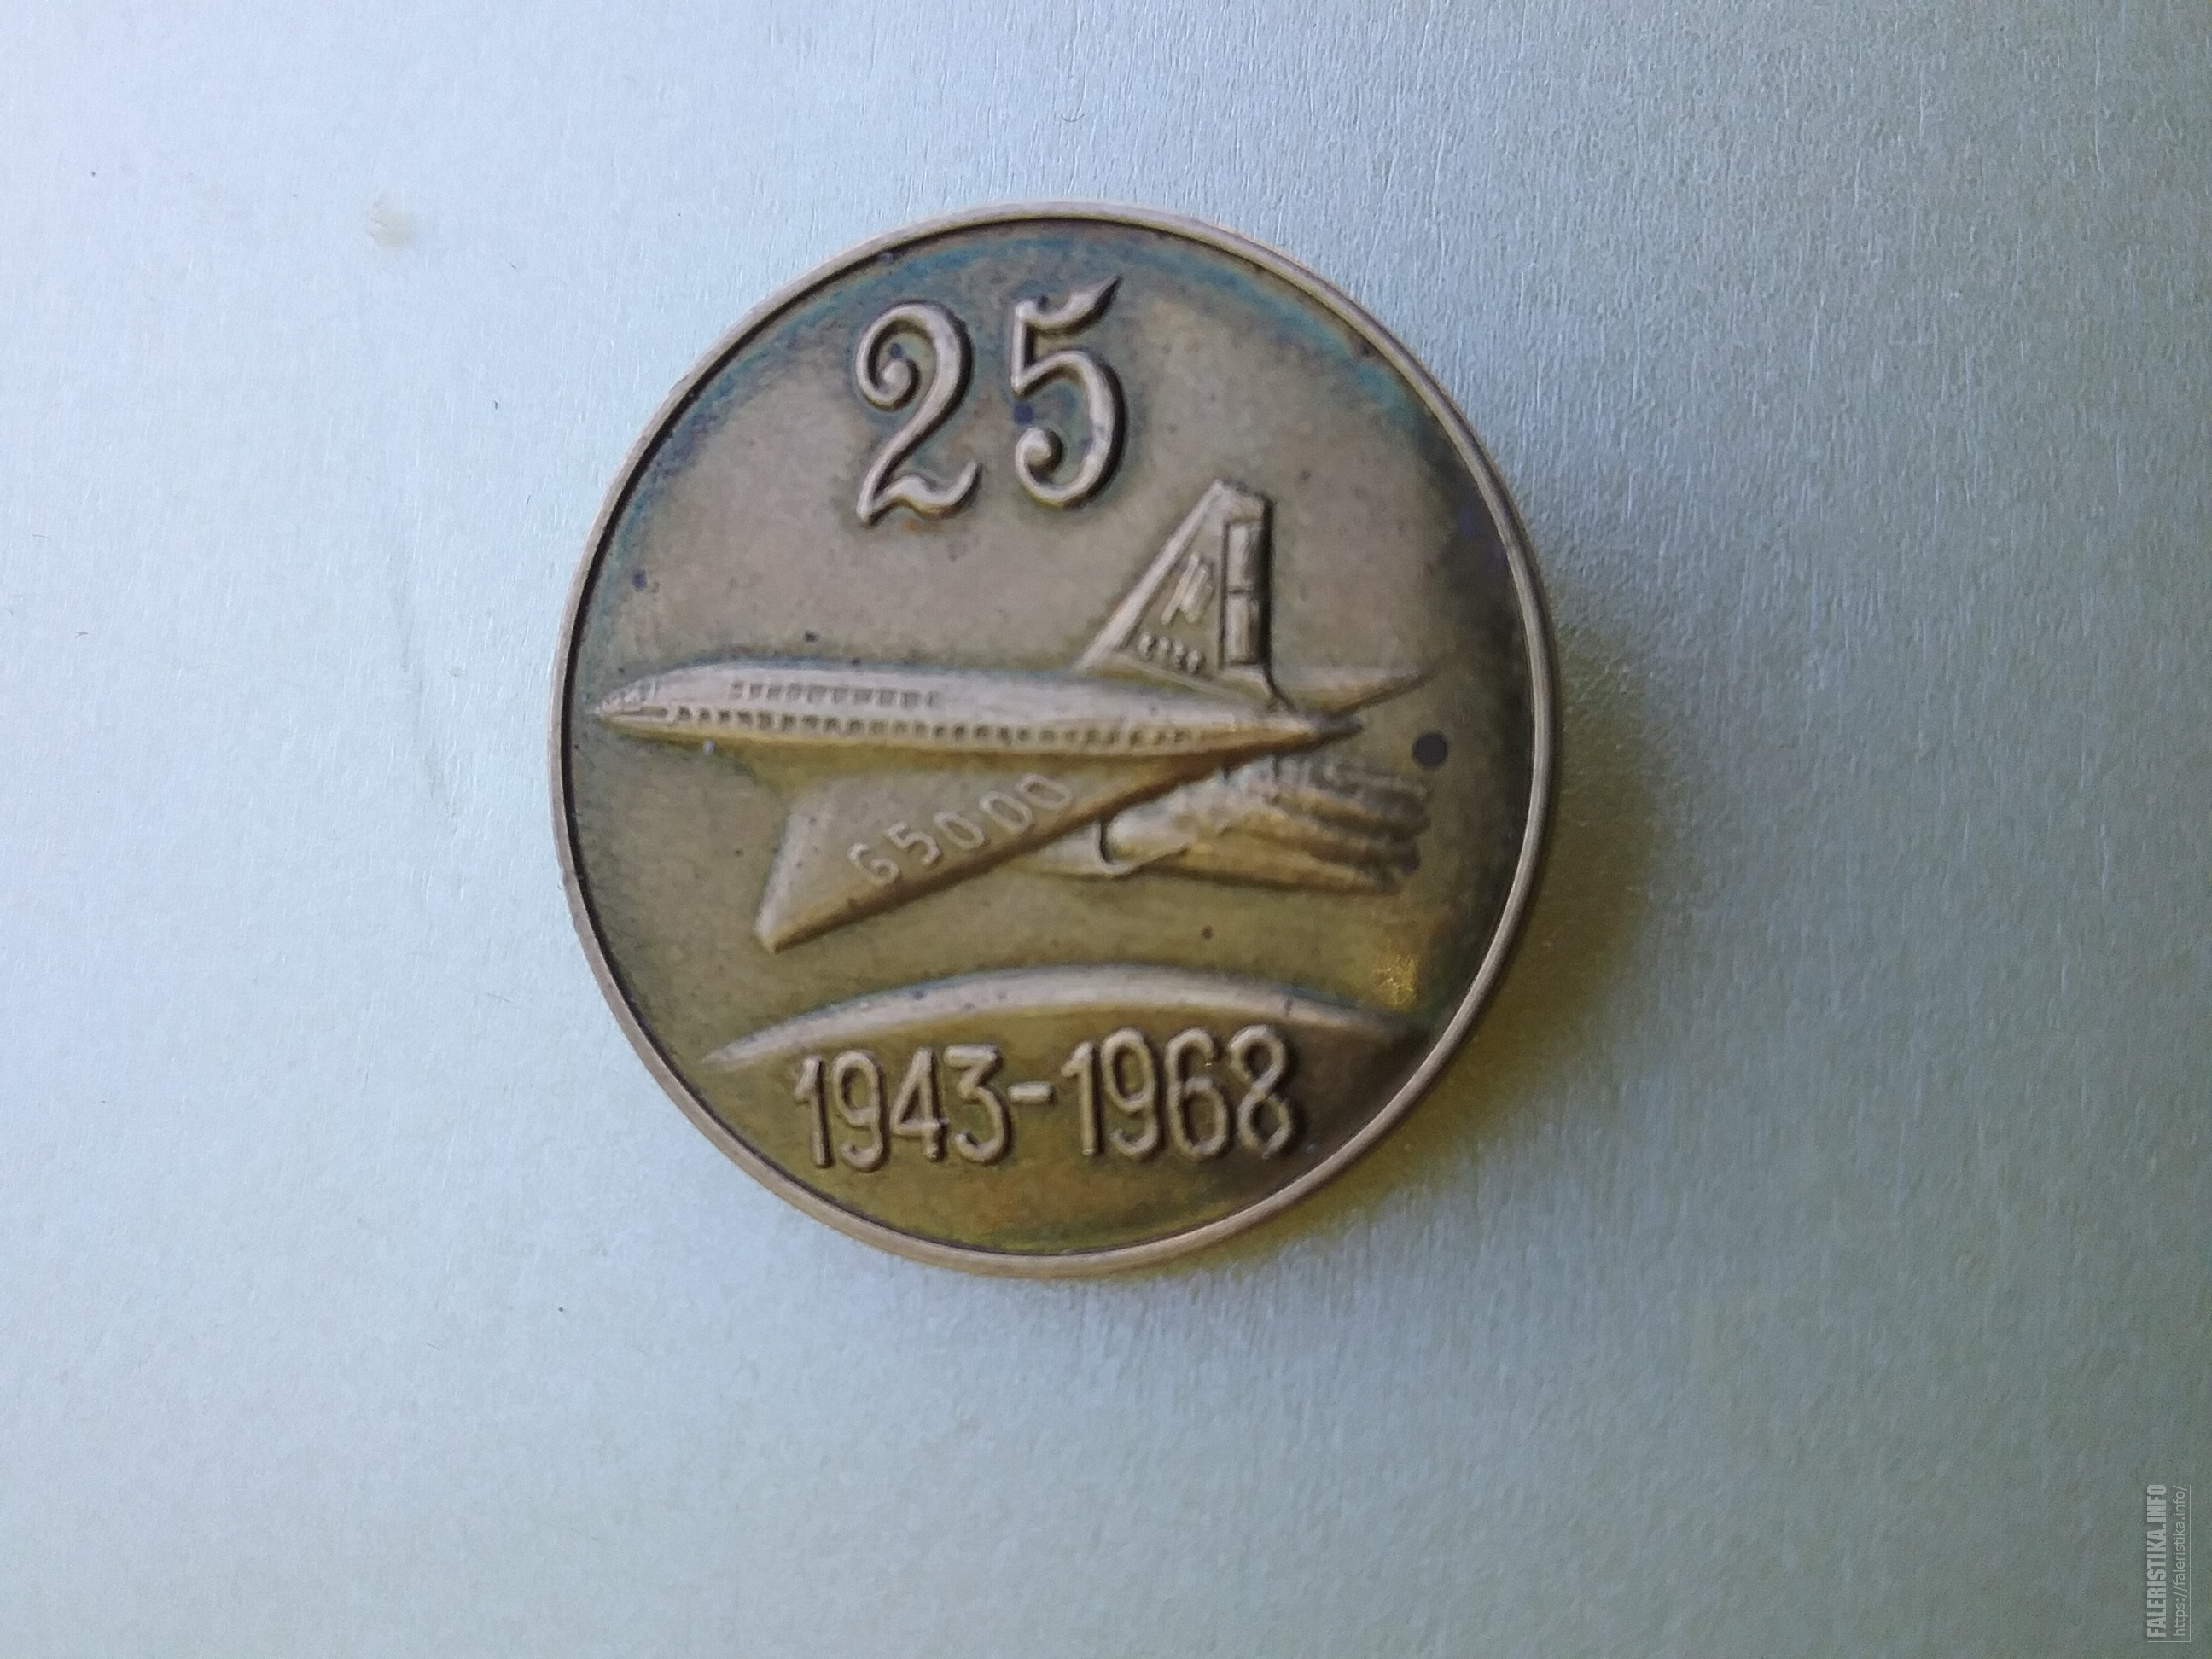 25
65000
1943-1968
FALERISTIKA.INFO
https://faleristika.info/